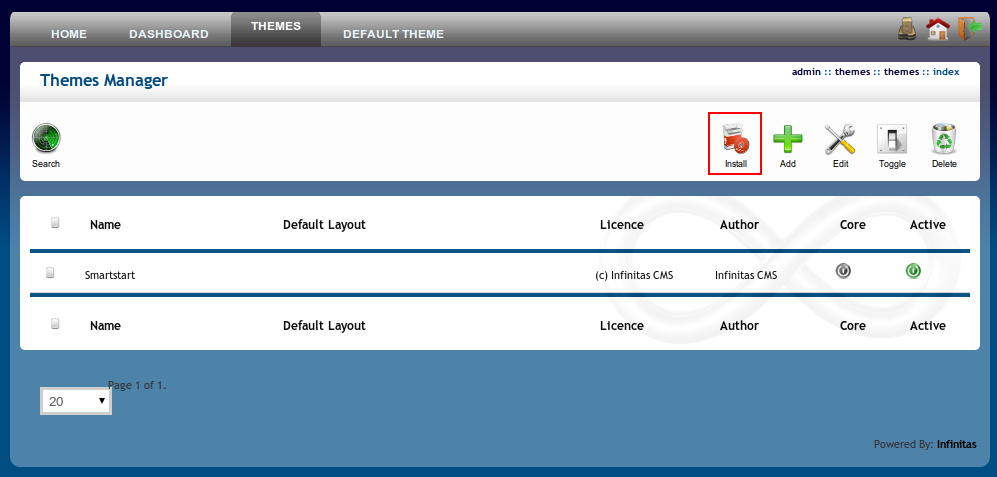 HOME DASHBOARD THEMES DEFAULT THEME
Themes Manager
admin :: themes :: themes :: index
Search Install Add Edit Toggle Delete
Name Default Layout Licence Author Core Active
Smartstart (c) Infinitas CMS Infinitas CMS
Name Default Layout Licence Author Core Active
Page 1 of 1.
20
Powered By: Infinitas